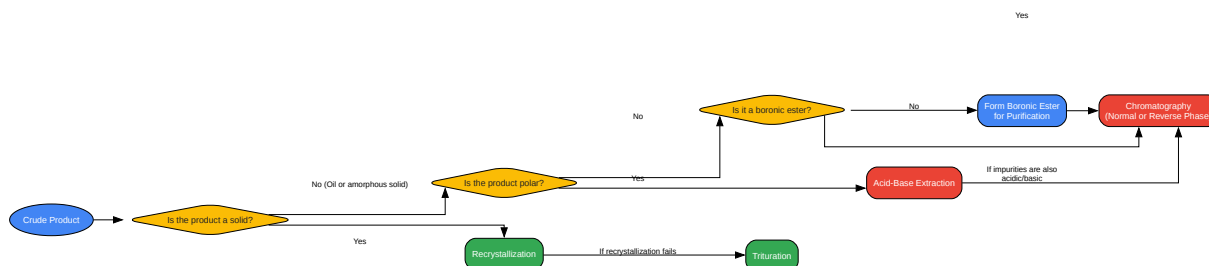 Yes
Is it a boronic ester?
No
Form Boronic Ester
for Purification
Chromatography
(Normal or Reverse Phase
No
Is the product polar?
Yes
No (Oil or amorphous solid)
Acid-Base Extraction
If impurities are also
acidic/basic
Crude Product
Is the product a solid?
Yes
Recrystallization
If recrystallization fails
Trituration